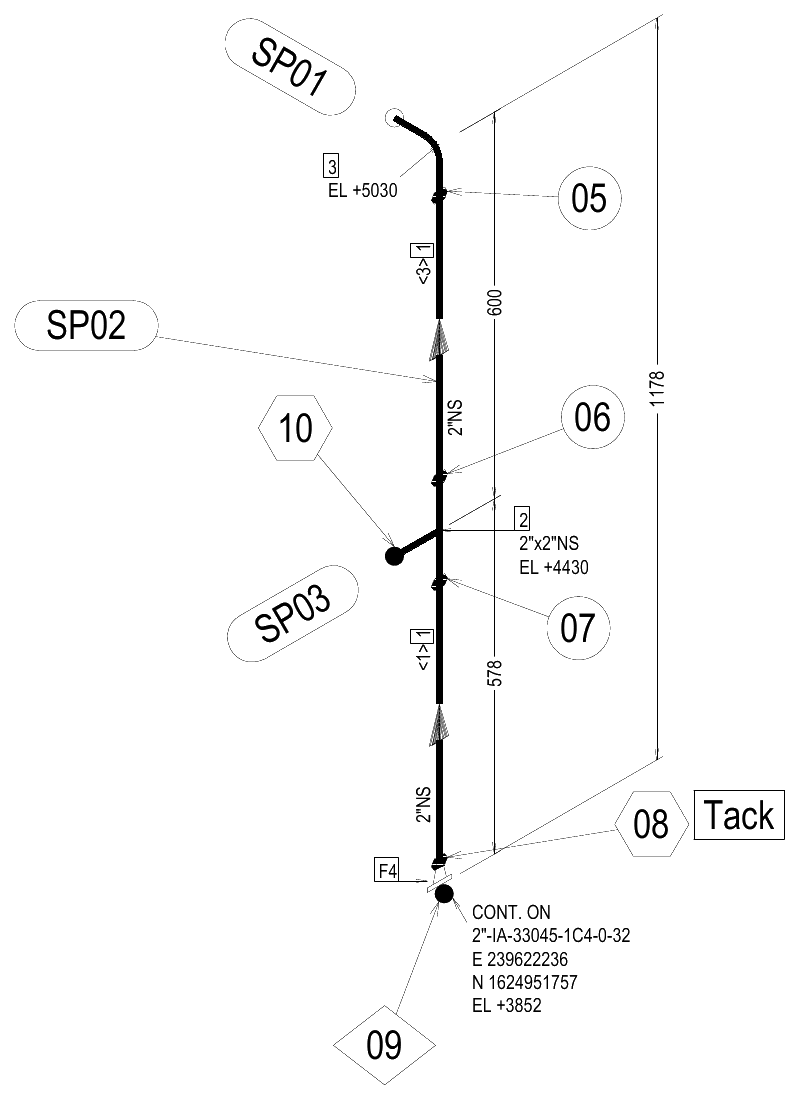 SP01
3
EL +5030
05
<3> 1
600
SP02
1178
2"NS
06
10
2
2"x2"NS
EL +4430
SP03
07
<1> 1
578
2"NS
08
Tack
F4
CONT. ON
2"-IA-33045-1C4-0-32
E 239622236
N 1624951757
EL +3852
09